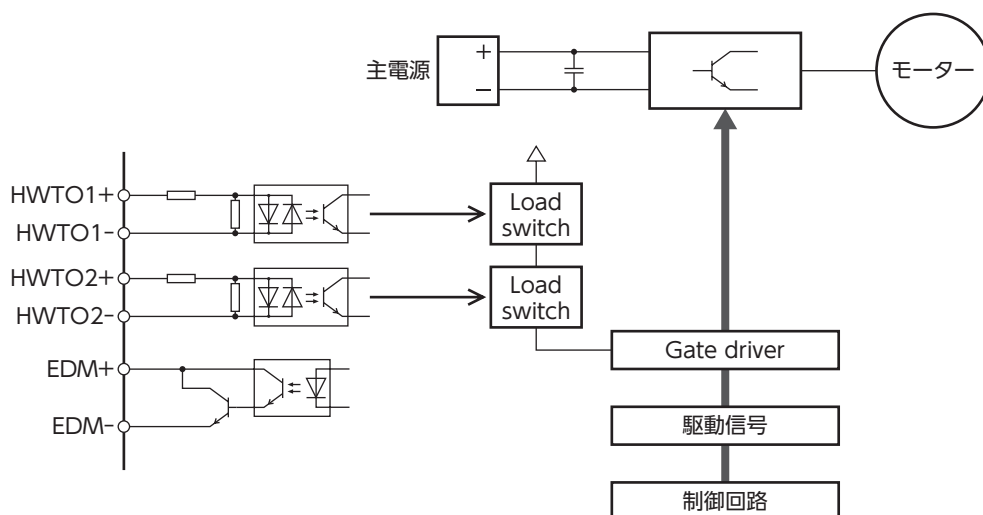 主電源
+
−
モーター
HWTO1+
HWTO1-
HWTO2+
HWTO2-
EDM+
EDM-
Load
switch
Load
switch
Gate driver
駆動信号
制御回路